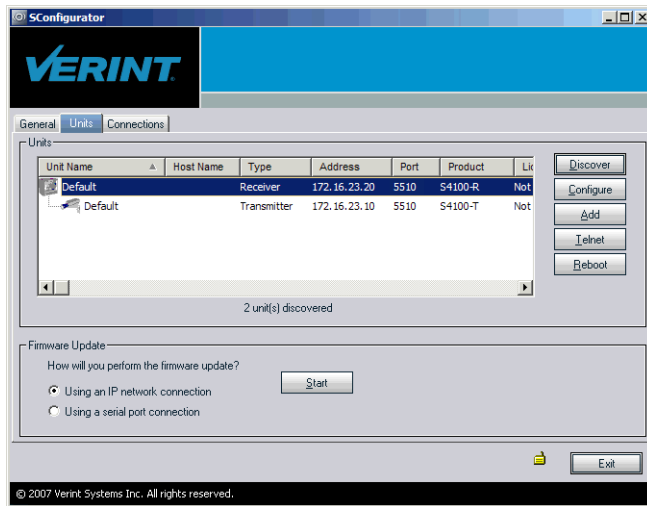 SConfigurator
VERINT.
General Units Connections
Units
Unit Name Host Name Type Address Port Product Lic
Default Receiver 172.16.23.20 5510 S4100-R Not
Default Transmitter 172.16.23.10 5510 S4100-T Not
Discover
Configure
Add
Telnet
Reboot
2 unit(s) discovered
Firmware Update
How will you perform the firmware update?
Using an IP network connection
Using a serial port connection
Start
Exit
© 2007 Verint Systems Inc. All rights reserved.